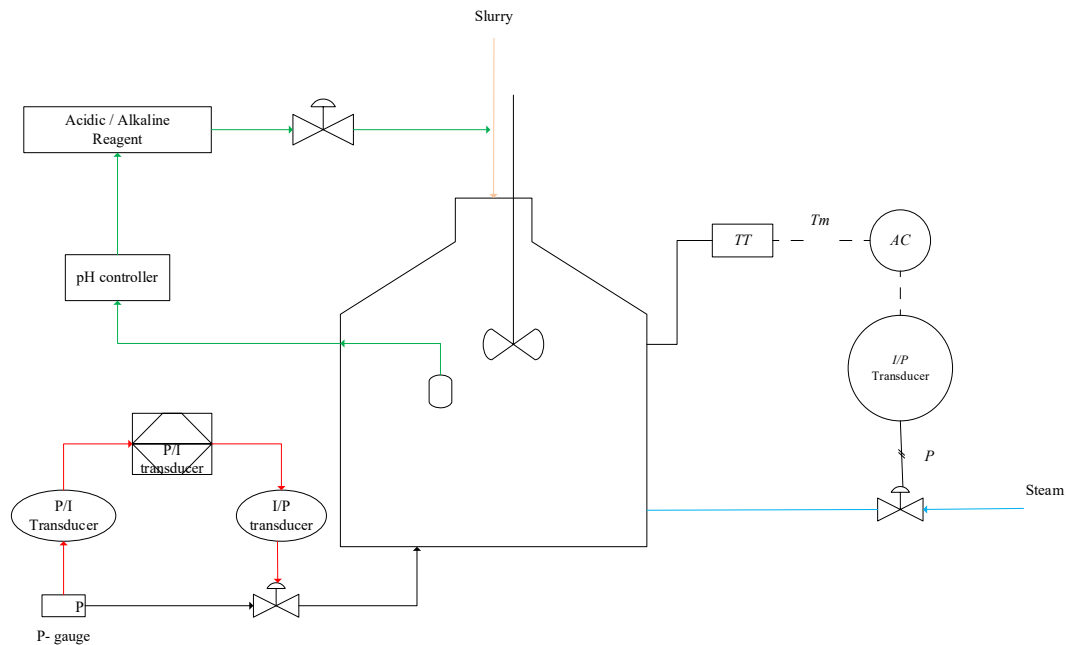 Slurry
Acidic / Alkaline
Reagent
TT
Tm
AC
pH controller
I/P
Transducer
P/I
transducer
P
P/I
Transducer
I/P
transducer
Steam
P
P- gauge